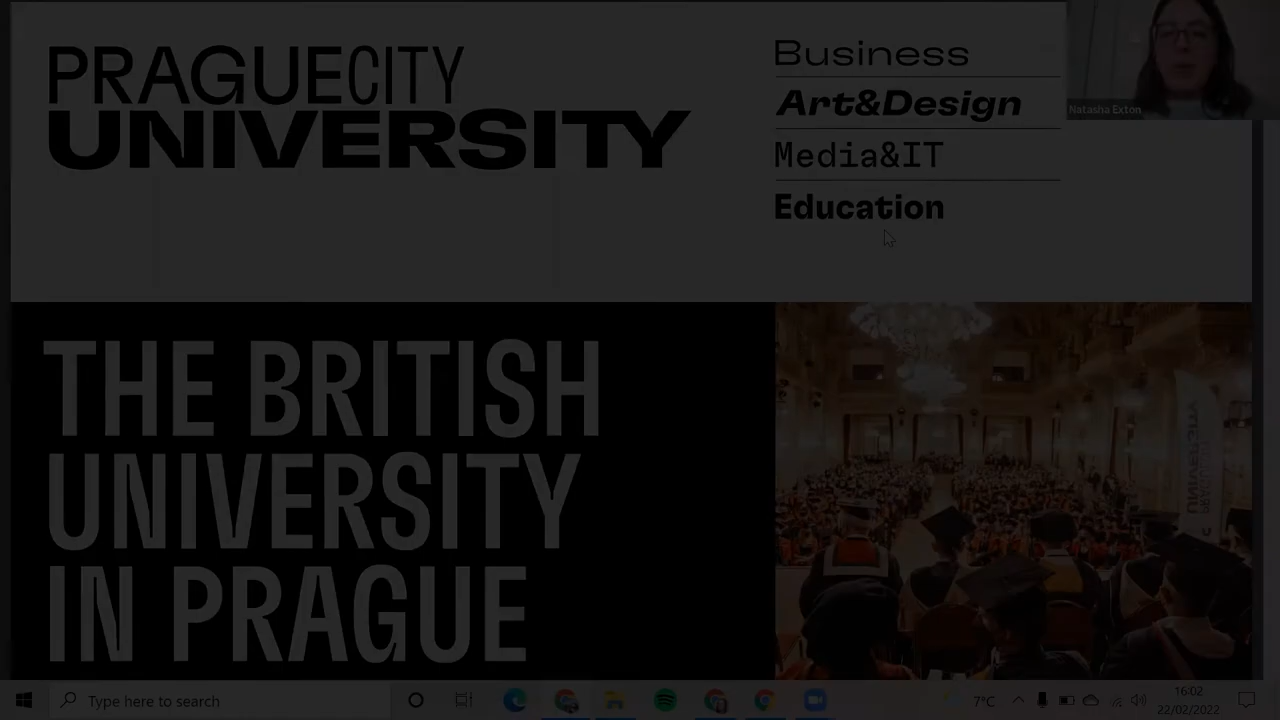 PRAGUECITY
UNIVERSITY
Business
Art&Design
Media&IT
Education
Natasha Exton
THE BRITISH
UNIVERSITY
IN PRAGUE
UNIVERSITY
Type here to search
7°C
16:02
22/02/2022